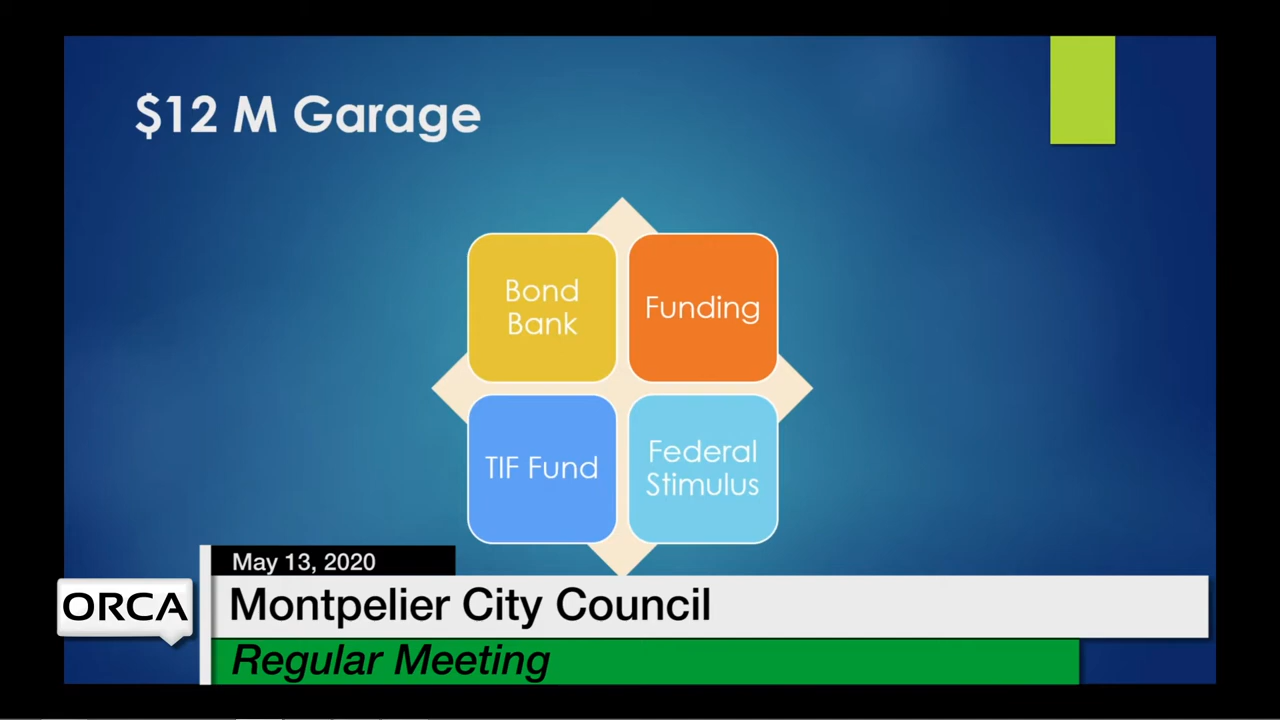 $12 M Garage
Bond
Bank
Funding
TIF Fund
Federal
Stimulus
May 13, 2020
ORCA
Montpelier City Council
Regular Meeting